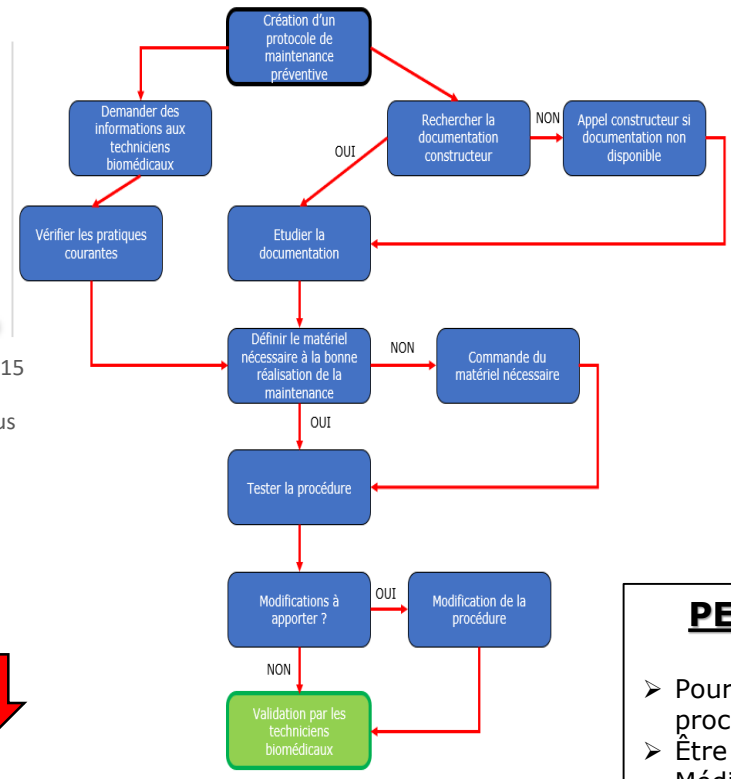 Création d'un
protocole de
maintenance
préventive
Demander des
informations aux
techniciens
biomédicaux
Rechercher la
documentation
constructeur
NON
Appel constructeur si
documentation non
disponible
OUI
Vérifier les pratiques
courantes
Etudier la
documentation
15
Définir le matériel
nécessaire à la bonne
réalisation de la
maintenance
NON
Commande du
matériel nécessaire
us
OUI
Tester la procédure
Modifications à
apporter ?
OUI
Modification de la
procédure
NON
Validation par les
techniciens
biomédicaux
PE
➢ Pour
proc
➢ Être